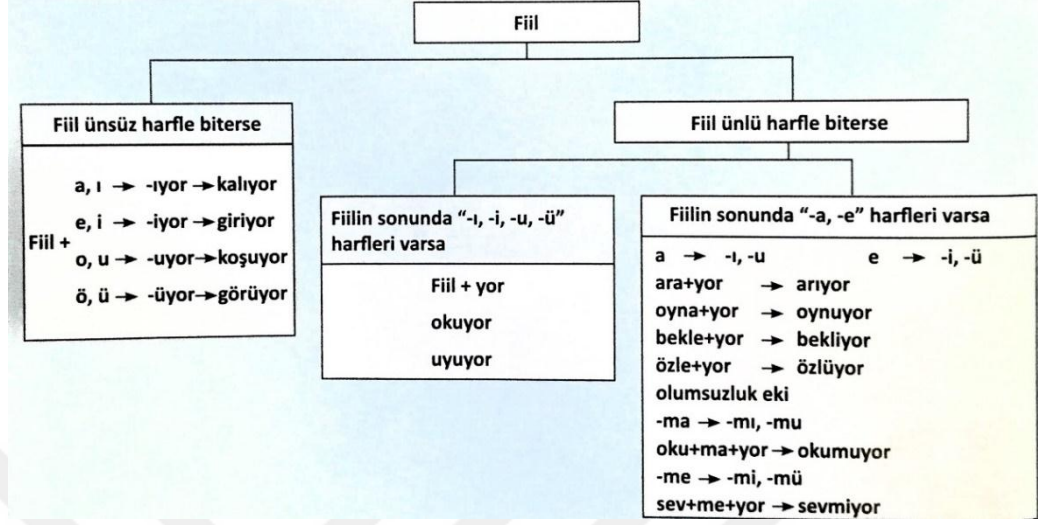 Fiil
Fiil ünsüz harfle biterse
a, ı → -ıyor →kalıyor
e, i → -iyor →giriyor
Fiil +
o, u → -uyor→koşuyor
ö, ü → -üyor→görüyor
Fiil ünlü harfle biterse
Fiilin sonunda “-ı, -i, -u, -ü”
harfleri varsa
Fiil + yor
okuyor
uyuyor
Fiilin sonunda “-a, -e” harfleri varsa
a → -ı, -u e → -i, -ü
ara+yor → arıyor
oyna+yor → oynuyor
bekle+yor → bekliyor
özle+yor → özlüyor
olumsuzluk eki
-ma → -mı, -mu
oku+ma+yor → okumuyor
-me → -mi, -mü
sev+me+yor → sevmiyor